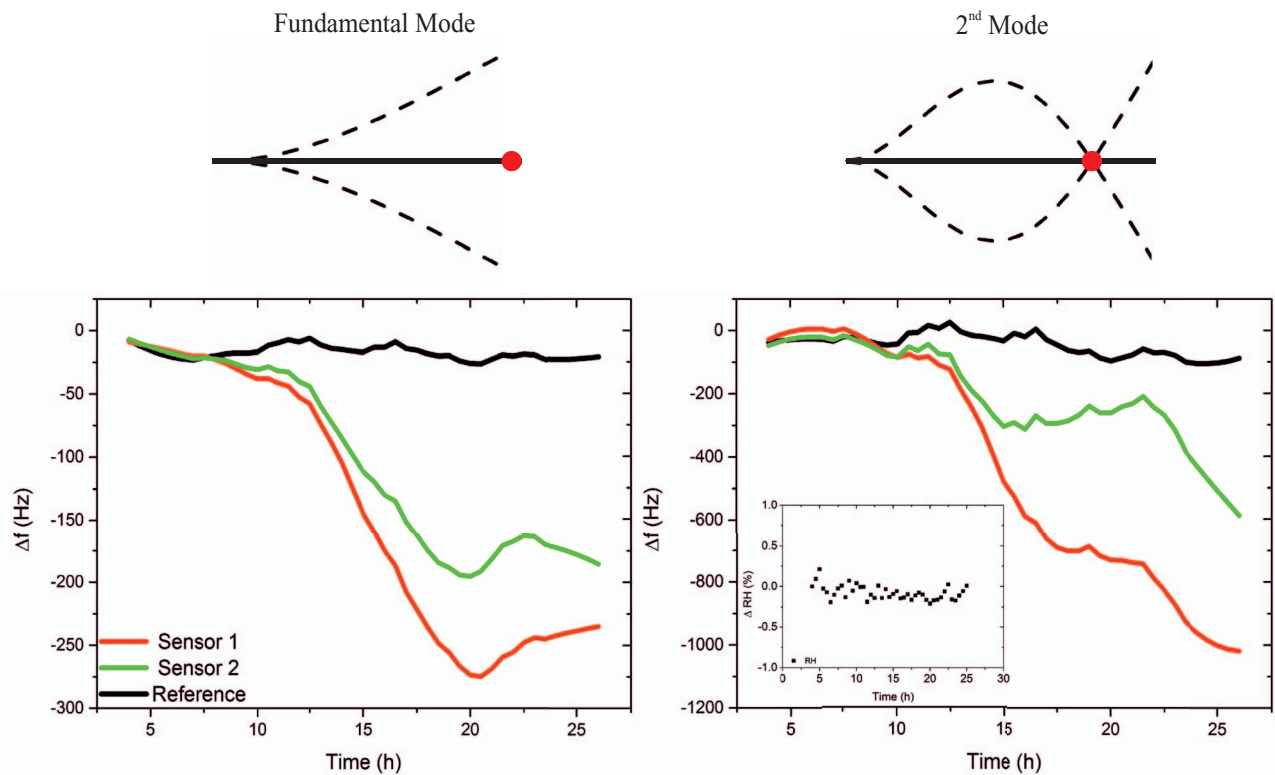 Fundamental Mode
2nd Mode
0
-50
-100
-150
-200
-250
-300
Δf (Hz)
Sensor 1
Sensor 2
Reference
5 10 15 20 25
Time (h)
200
0
-200
-400
-600
-800
-1000
-1200
Δf (Hz)
1.0
0.5
0.0
-0.5
-1.0
Δ RH (%)
RH
0 5 10 15 20 25 30
Time (h)
5 10 15 20 25
Time (h)